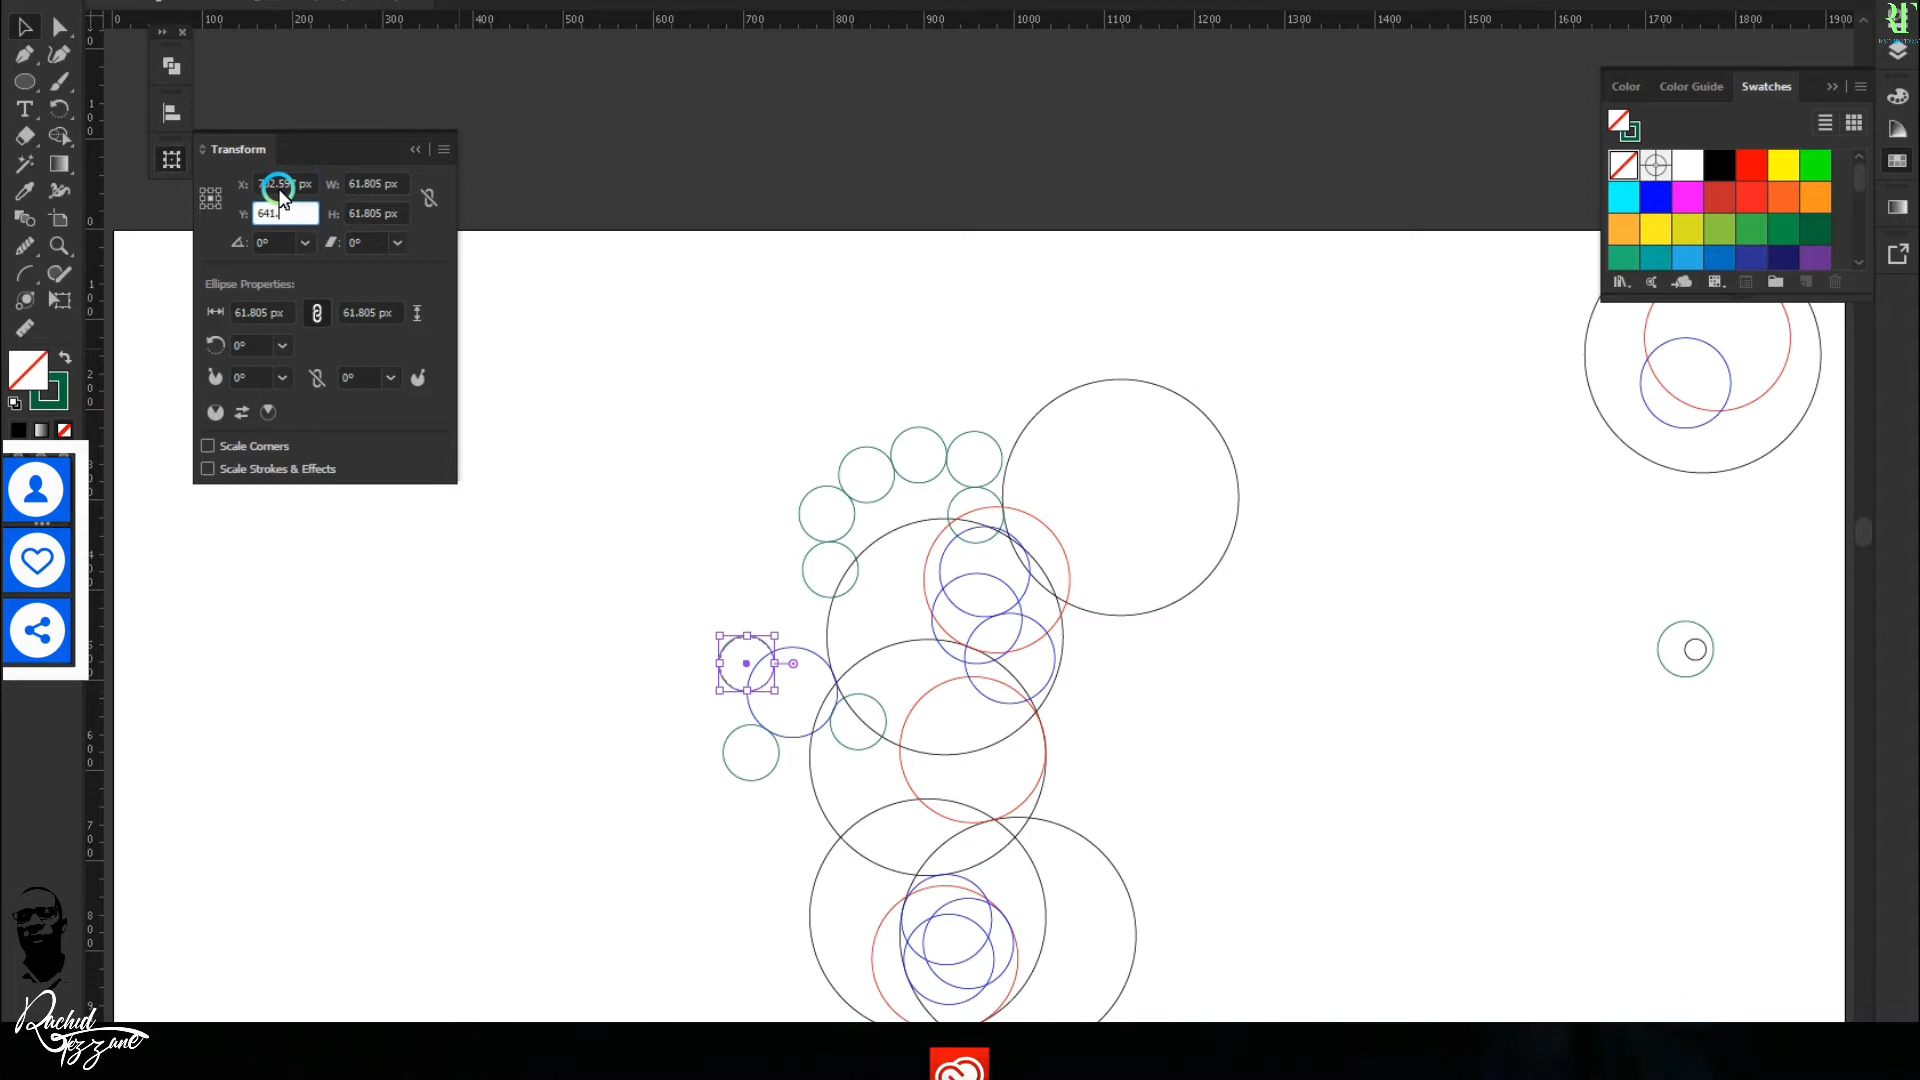 0 100 200 300 400 500 600 700 800 900 1000 1100 1200 1300 1400 1500 1600 1700 1800 1900
Color Color Guide Swatches
Transform
X: px W: 61.805 px
Y: 641. H: 61.805 px
0° 0°
Ellipse Properties:
61.805 px 61.805 px
0°
0° 0°
Scale Corners
Scale Strokes & Effects
Rachid
Tezzane